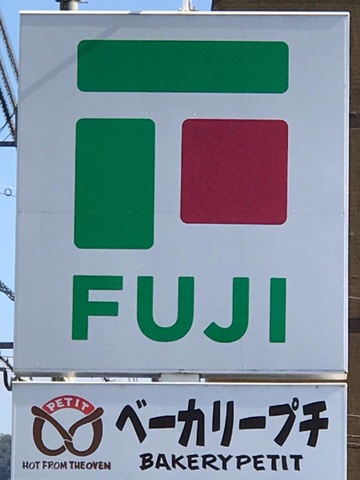 FUJI
PETIT
HOT FROM THE OVEN
ベーカリープチ
BAKERY PETIT